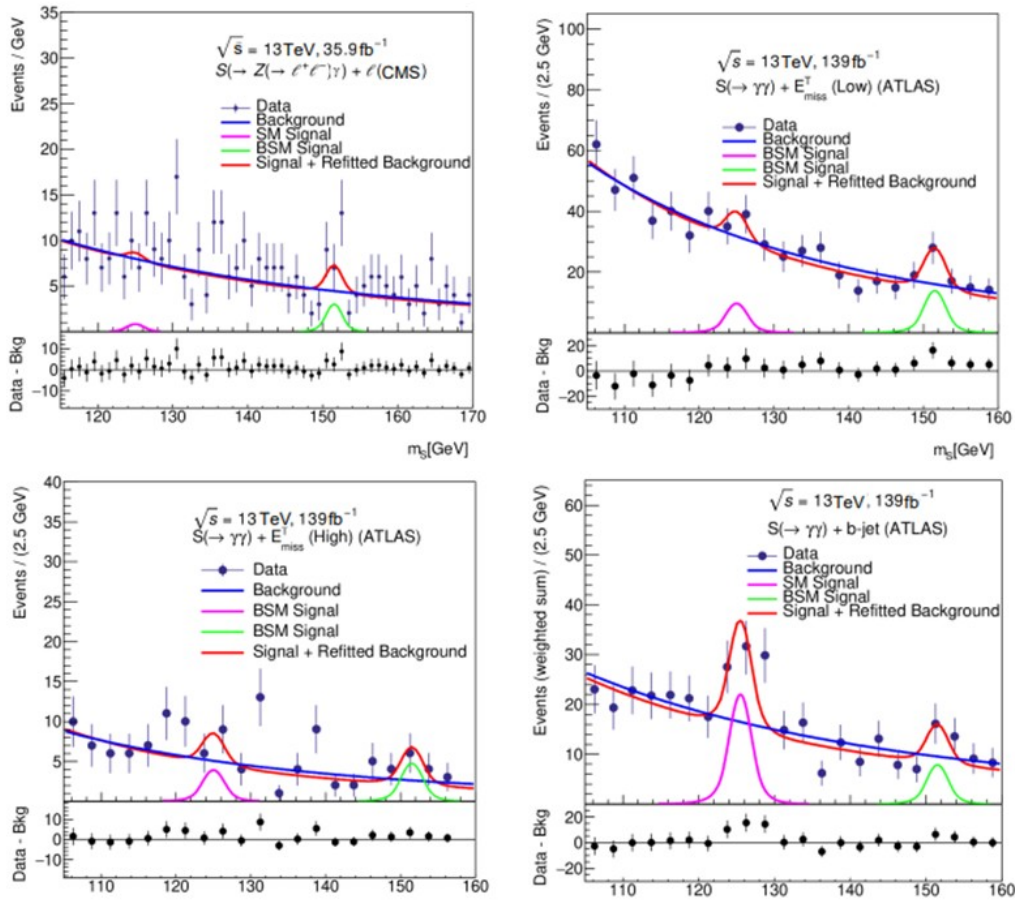 35
30
25
20
15
10
5
Events / GeV
√s = 13TeV, 35.9fb⁻¹
S(→ Z(→ ℓ⁺ℓ⁻)γ) + ℓ(CMS)
Data
Background
SM Signal
BSM Signal
Signal + Refitted Background
Data - Bkg
10
0
−10
120 130 140 150 160 170
m_S[GeV]
100
80
60
40
20
Events / (2.5 GeV)
√s = 13TeV, 139fb⁻¹
S(→ γγ) + E^T_miss (Low) (ATLAS)
Data
Background
BSM Signal
BSM Signal
Signal + Refitted Background
Data - Bkg
20
0
−20
110 120 130 140 150 160
m_S[GeV]
40
35
30
25
20
15
10
5
Events / (2.5 GeV)
√s = 13TeV, 139fb⁻¹
S(→ γγ) + E^T_miss (High) (ATLAS)
Data
Background
BSM Signal
BSM Signal
Signal + Refitted Background
Data - Bkg
10
0
−10
110 120 130 140 150 160
60
50
40
30
20
10
Events (weighted sum) / (2.5 GeV)
√s = 13TeV, 139fb⁻¹
S(→ γγ) + b-jet (ATLAS)
Data
Background
SM Signal
BSM Signal
Signal + Refitted Background
Data - Bkg
20
0
−20
110 120 130 140 150 160